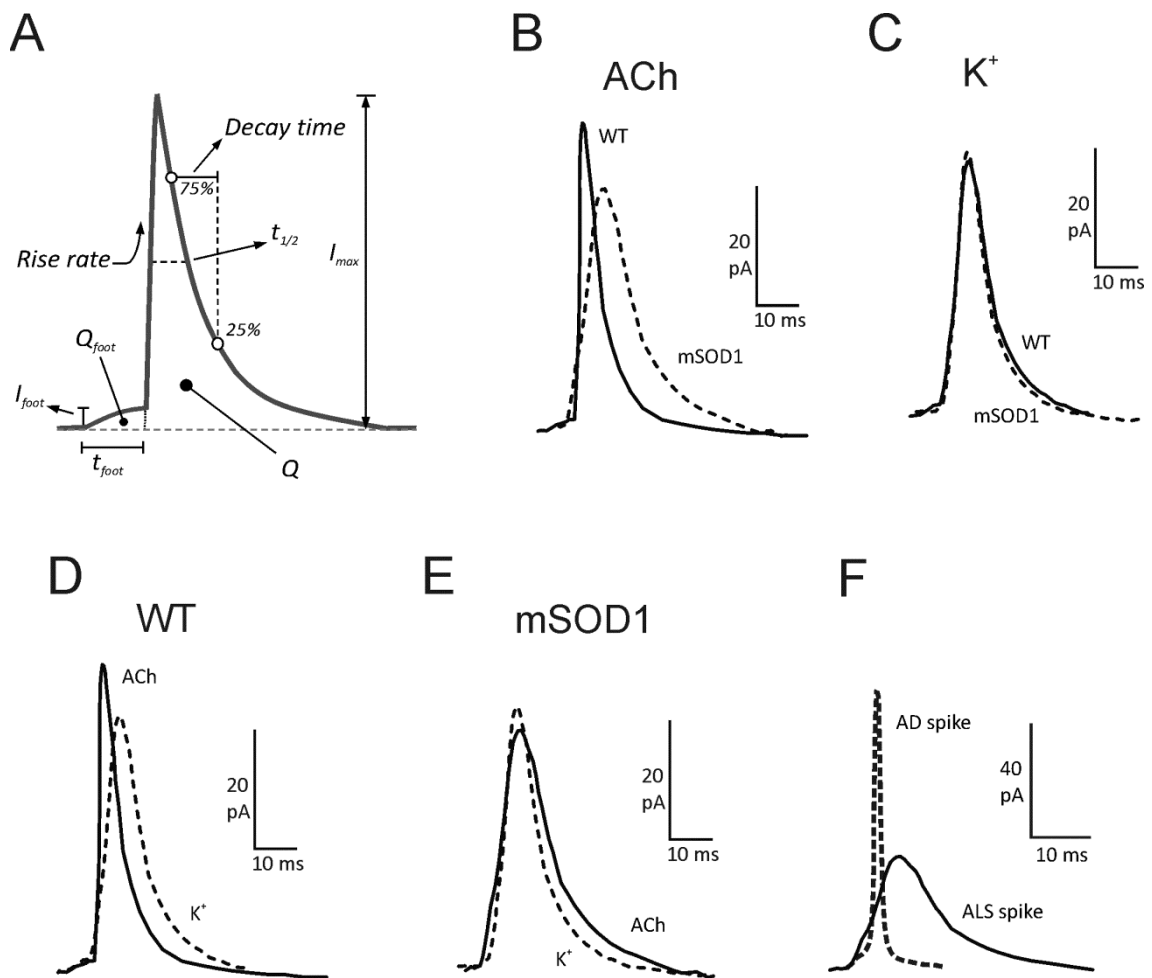 A
Decay time
75%
t1/2
Rise rate
Imax
25%
Qfoot
Ifoot
tfoot
Q
B
ACh
WT
mSOD1
20
pA
10 ms
C
K+
WT
mSOD1
20
pA
10 ms
D
WT
ACh
K+
20
pA
10 ms
E
mSOD1
ACh
K+
20
pA
10 ms
F
AD spike
ALS spike
40
pA
10 ms